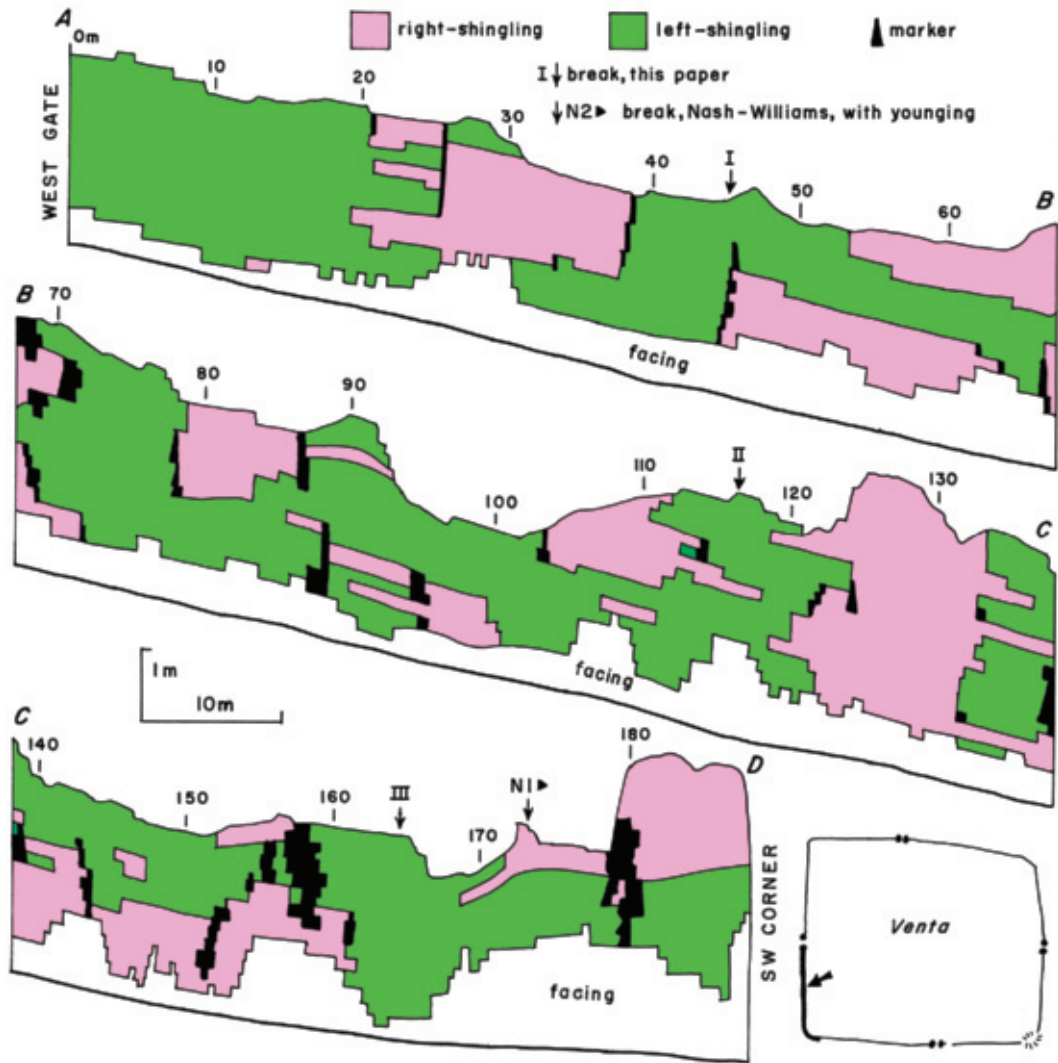 A
0m
right-shingling
left-shingling
marker
I↓ break, this paper
↓N2► break, Nash-Williams, with younging
WEST GATE
10
20
30
40
I
50
60
B
facing
B
70
80
90
100
110
II
120
130
C
facing
1m
10m
C
140
150
160
III
170
N1►
180
D
facing
SW CORNER
Venta